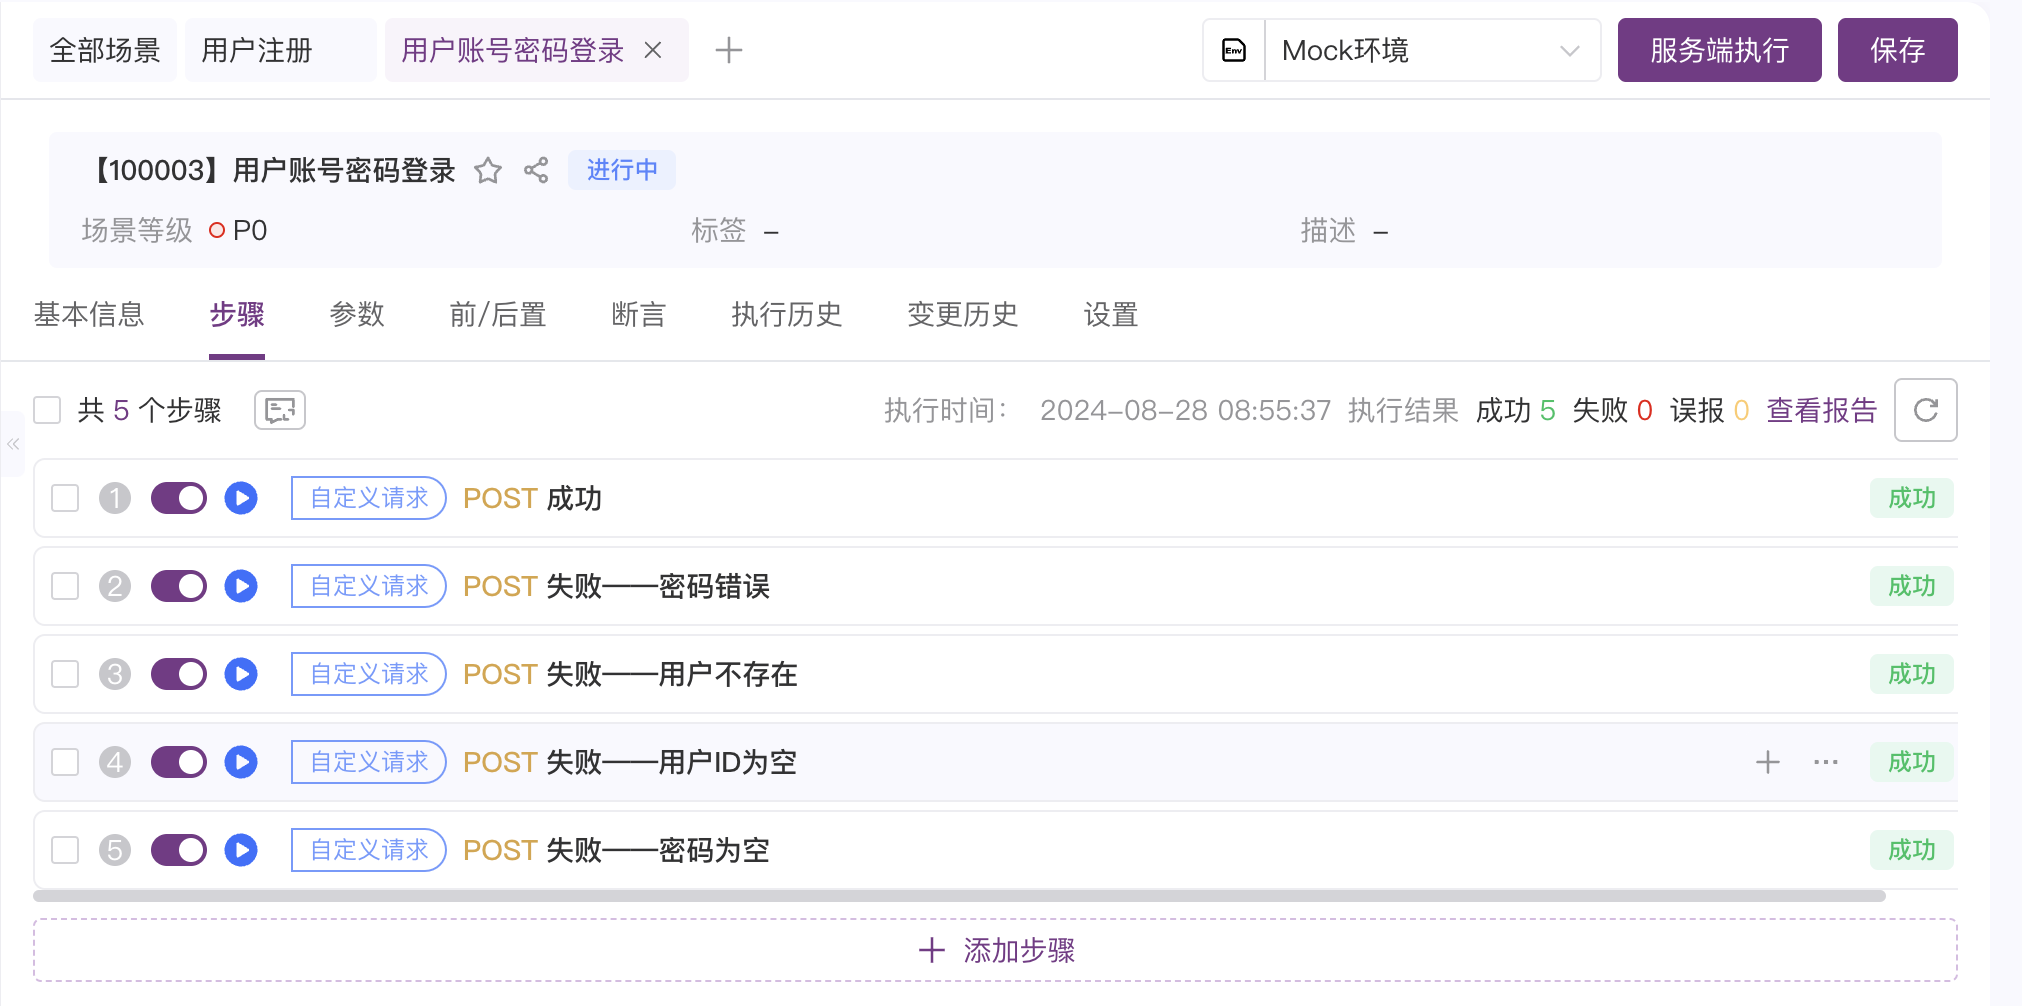 全部场景 用户注册 用户账号密码登录 Env Mock环境 服务端执行 保存
【100003】用户账号密码登录 进行中
场景等级 P0 标签 – 描述 –
基本信息 步骤 参数 前/后置 断言 执行历史 变更历史 设置
共 5 个步骤 执行时间： 2024-08-28 08:55:37 执行结果 成功 5 失败 0 误报 0 查看报告
1 自定义请求 POST 成功 成功
2 自定义请求 POST 失败——密码错误 成功
3 自定义请求 POST 失败——用户不存在 成功
4 自定义请求 POST 失败——用户ID为空 成功
5 自定义请求 POST 失败——密码为空 成功
添加步骤